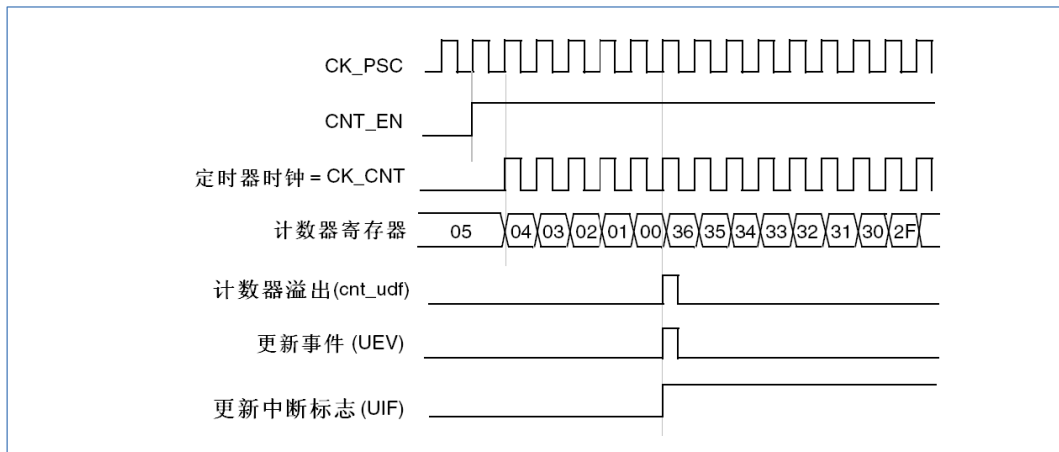 CK_PSC
CNT_EN
定时器时钟 = CK_CNT
计数器寄存器 05 04 03 02 01 00 36 35 34 33 32 31 30 2F
计数器溢出(cnt_udf)
更新事件 (UEV)
更新中断标志(UIF)